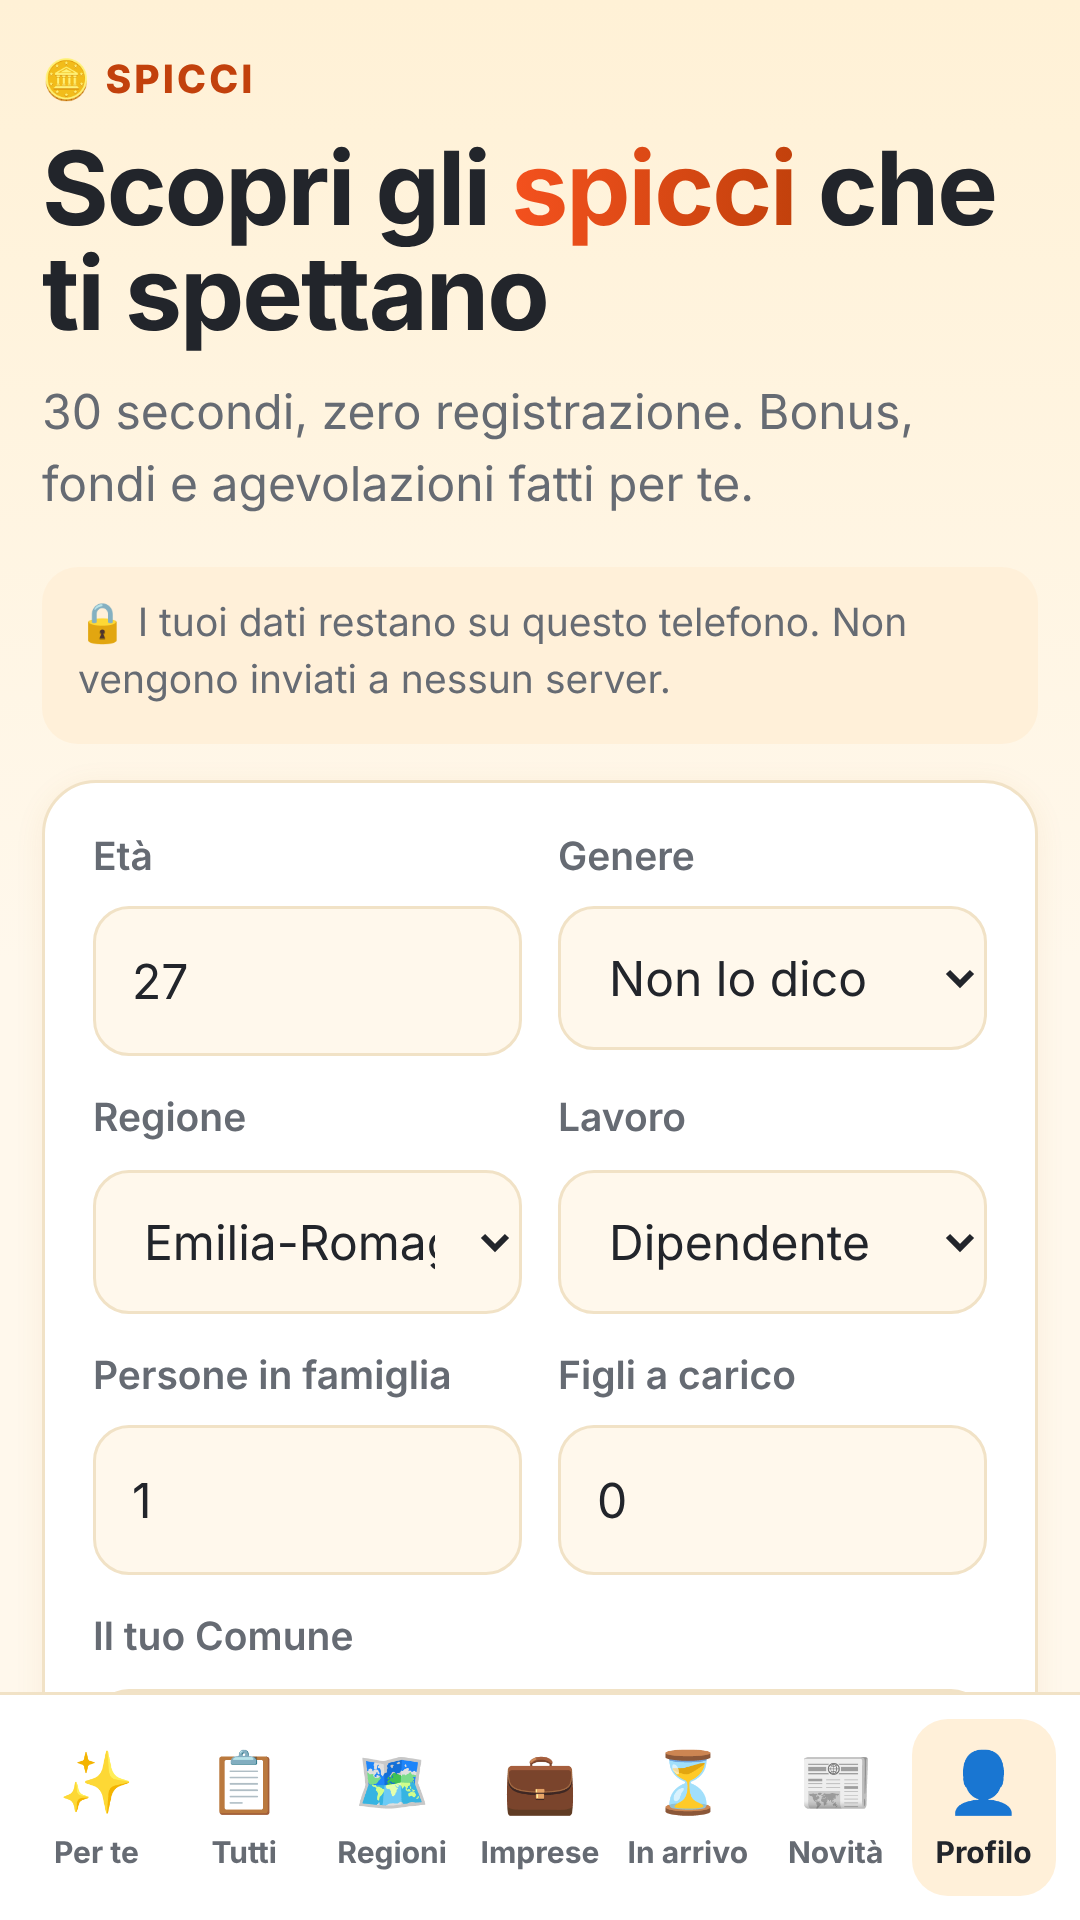 SPICCI
Scopri gli spicci che
ti spettano
30 secondi, zero registrazione. Bonus,
fondi e agevolazioni fatti per te.
🔒 I tuoi dati restano su questo telefono. Non
vengono inviati a nessun server.
Età
Genere
27
Non lo dico
Regione
Lavoro
Emilia-Romag
Dipendente
Persone in famiglia
Figli a carico
1
0
Il tuo Comune
Per te
Tutti
Regioni
Imprese
In arrivo
Novità
Profilo